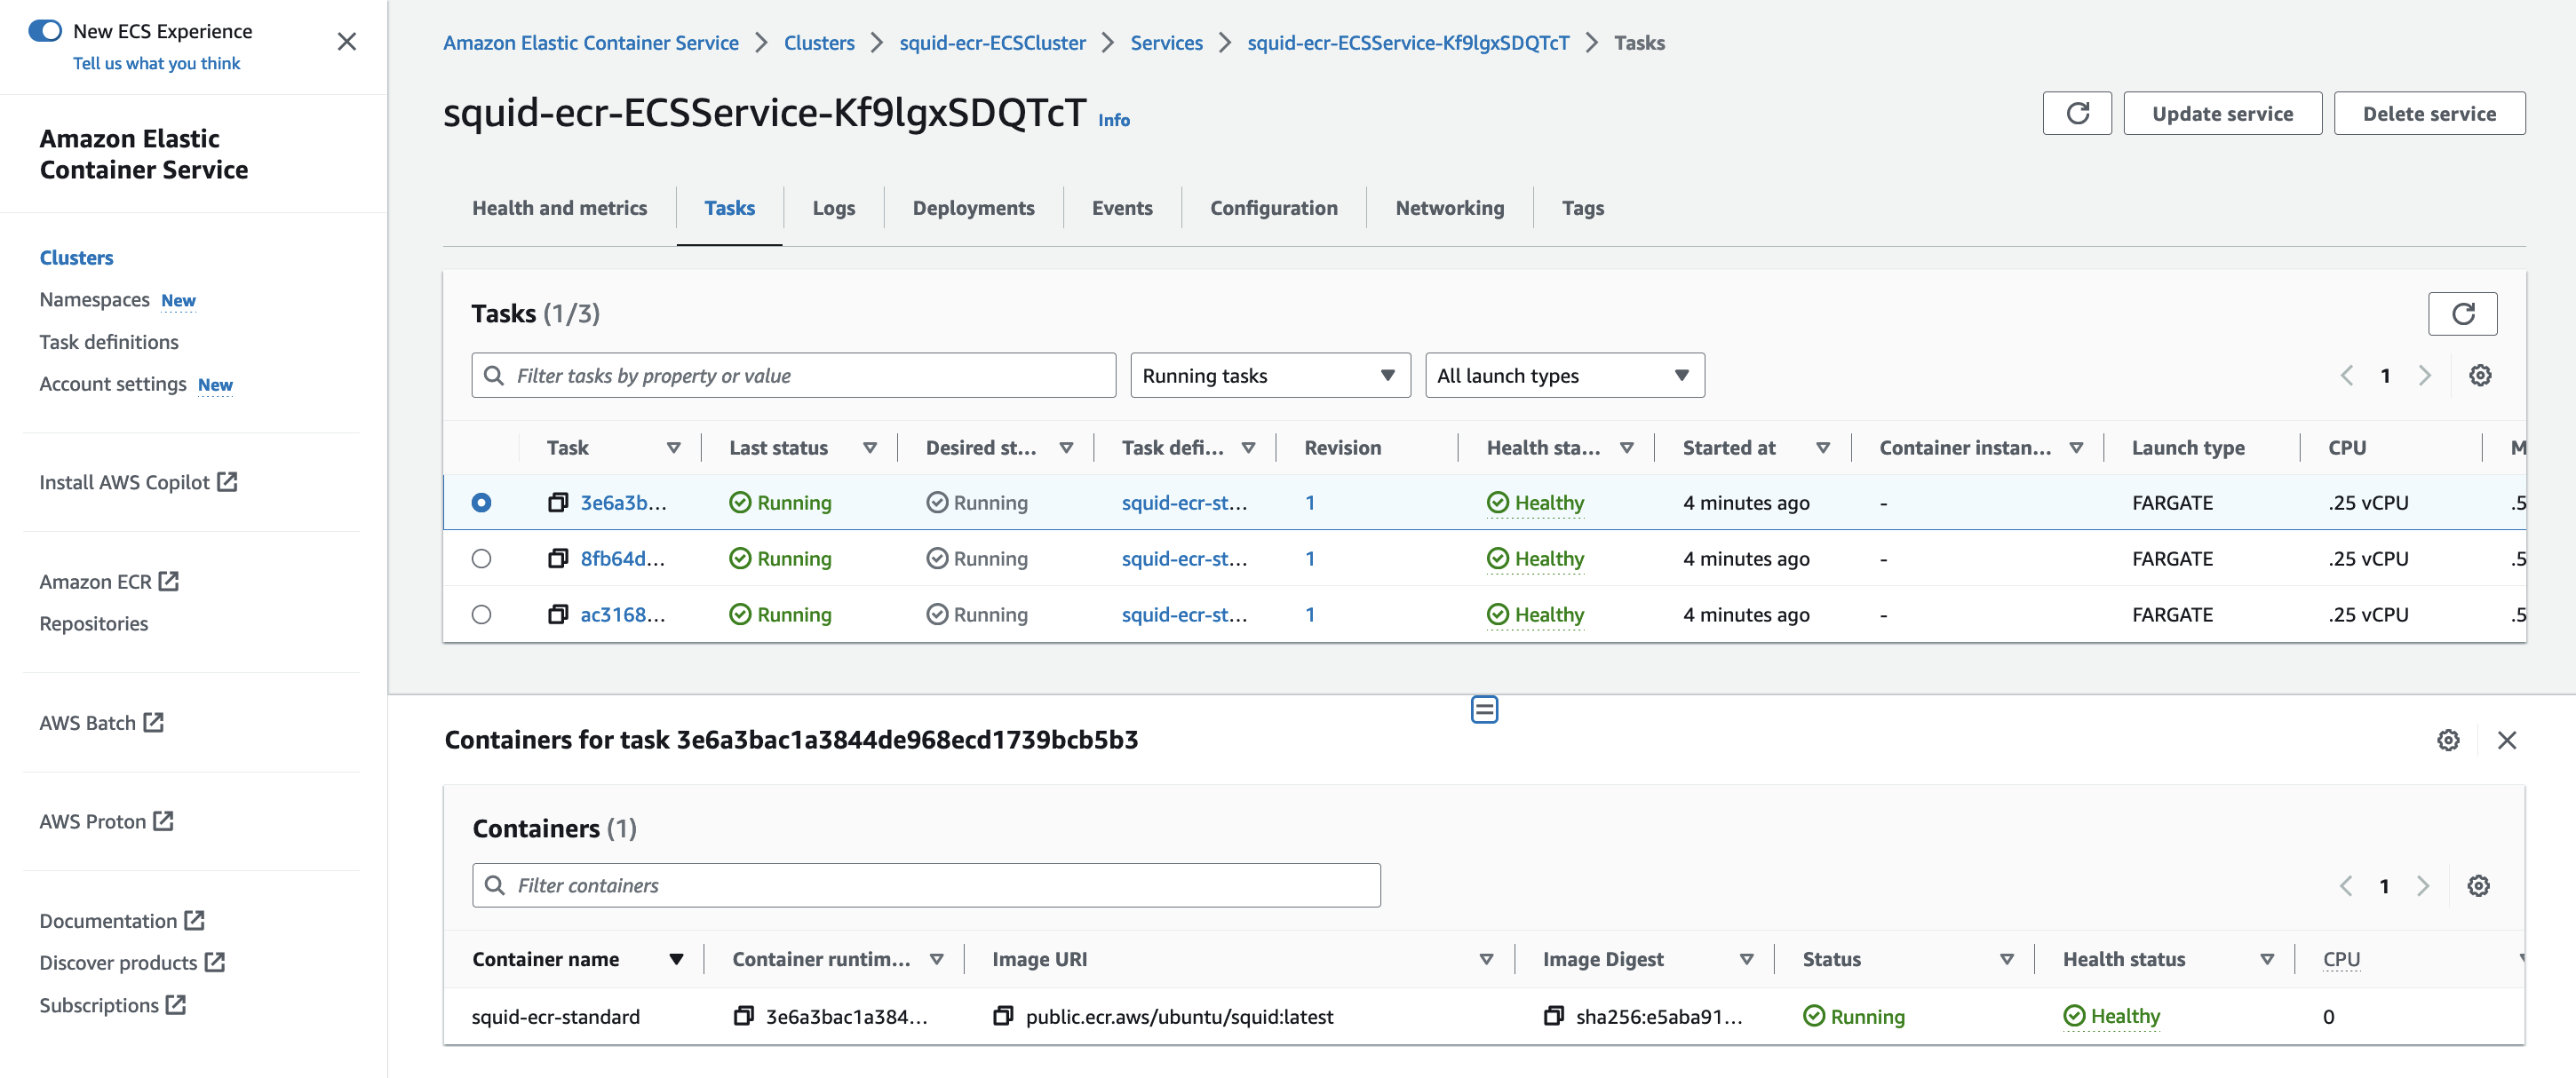 New ECS Experience
Tell us what you think
Amazon Elastic
Container Service
Clusters
Namespaces New
Task definitions
Account settings New
Install AWS Copilot
Amazon ECR
Repositories
AWS Batch
AWS Proton
Documentation
Discover products
Subscriptions
Amazon Elastic Container Service > Clusters > squid-ecr-ECSCluster > Services > squid-ecr-ECSService-Kf9lgxSDQTcT > Tasks
squid-ecr-ECSService-Kf9lgxSDQTcT Info
Update service Delete service
Health and metrics Tasks Logs Deployments Events Configuration Networking Tags
Tasks (1/3)
Filter tasks by property or value Running tasks All launch types 1
Task Last status Desired st... Task defi... Revision Health sta... Started at Container instan... Launch type CPU M
3e6a3b... Running Running squid-ecr-st... 1 Healthy 4 minutes ago - FARGATE .25 vCPU .5
8fb64d... Running Running squid-ecr-st... 1 Healthy 4 minutes ago - FARGATE .25 vCPU .5
ac3168... Running Running squid-ecr-st... 1 Healthy 4 minutes ago - FARGATE .25 vCPU .5
Containers for task 3e6a3bac1a3844de968ecd1739bcb5b3
Containers (1)
Filter containers 1
Container name Container runtim... Image URI Image Digest Status Health status CPU
squid-ecr-standard 3e6a3bac1a384... public.ecr.aws/ubuntu/squid:latest sha256:e5aba91... Running Healthy 0